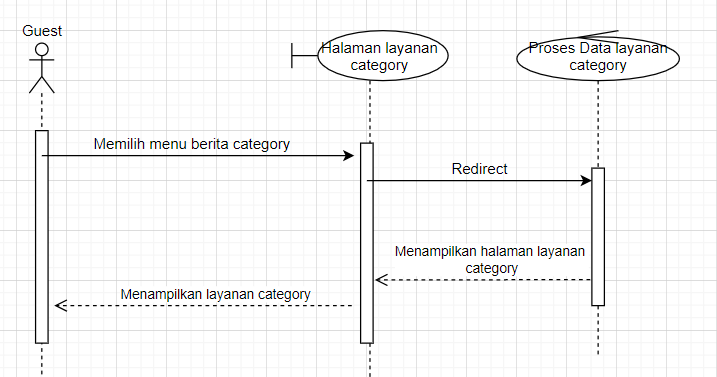 Guest
Halaman layanan
category
Proses Data layanan
category
Memilih menu berita category
Redirect
Menampilkan halaman layanan
category
Menampilkan layanan category